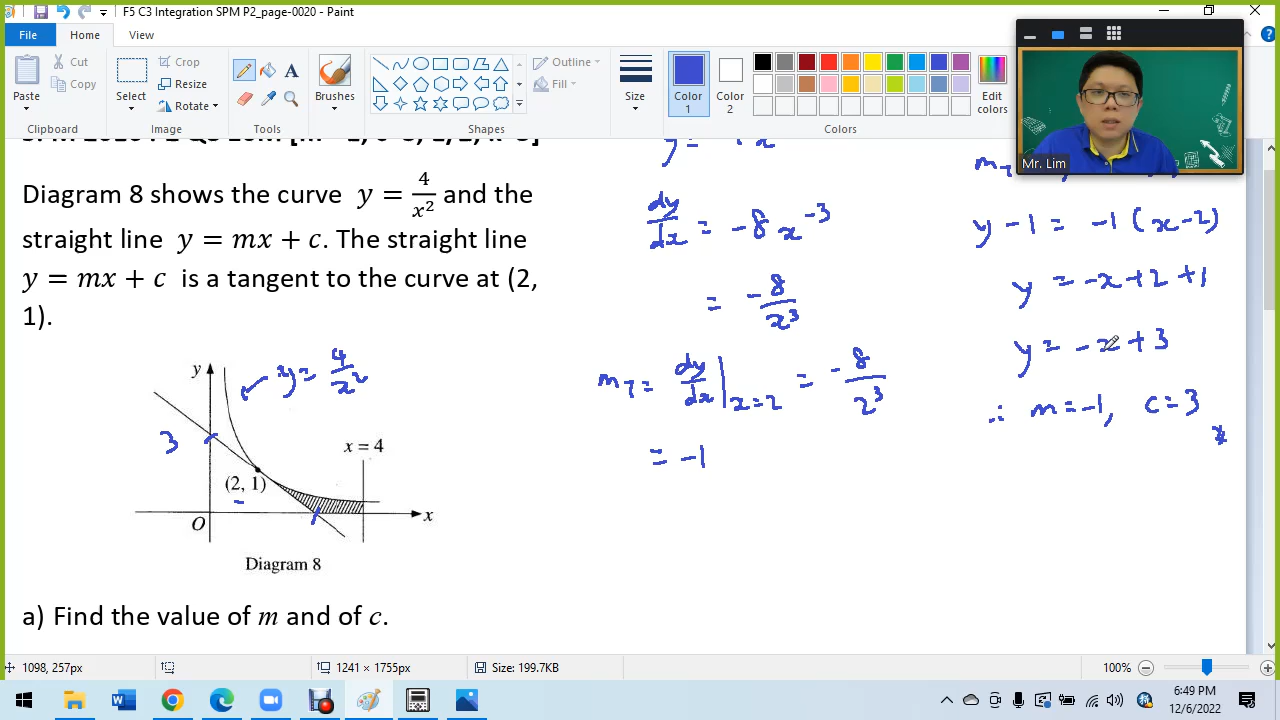 F5 C3 Integration SPM P2_page-0020 - Paint
File Home View
Paste Cut Copy Clipboard
Select Crop Resize Rotate Image
Tools
Brushes
Shapes
Outline Fill
Size
Color 1 Color 2
Colors
Edit colors
Mr. Lim
Diagram 8 shows the curve y = 4/x² and the
straight line y = mx + c. The straight line
y = mx + c is a tangent to the curve at (2,
1).
y
y = 4/x²
3
x = 4
(2, 1)
O
x
Diagram 8
a) Find the value of m and of c.
dy/dx = -8x⁻³
= -8/x³
m_T = dy/dx|x=2 = -8/2³
= -1
y - 1 = -1(x-2)
y = -x+2+1
y = -x+3
∴ m = -1, c = 3
1098, 257px
1241 × 1755px
Size: 199.7KB
100%
6:49 PM
12/6/2022